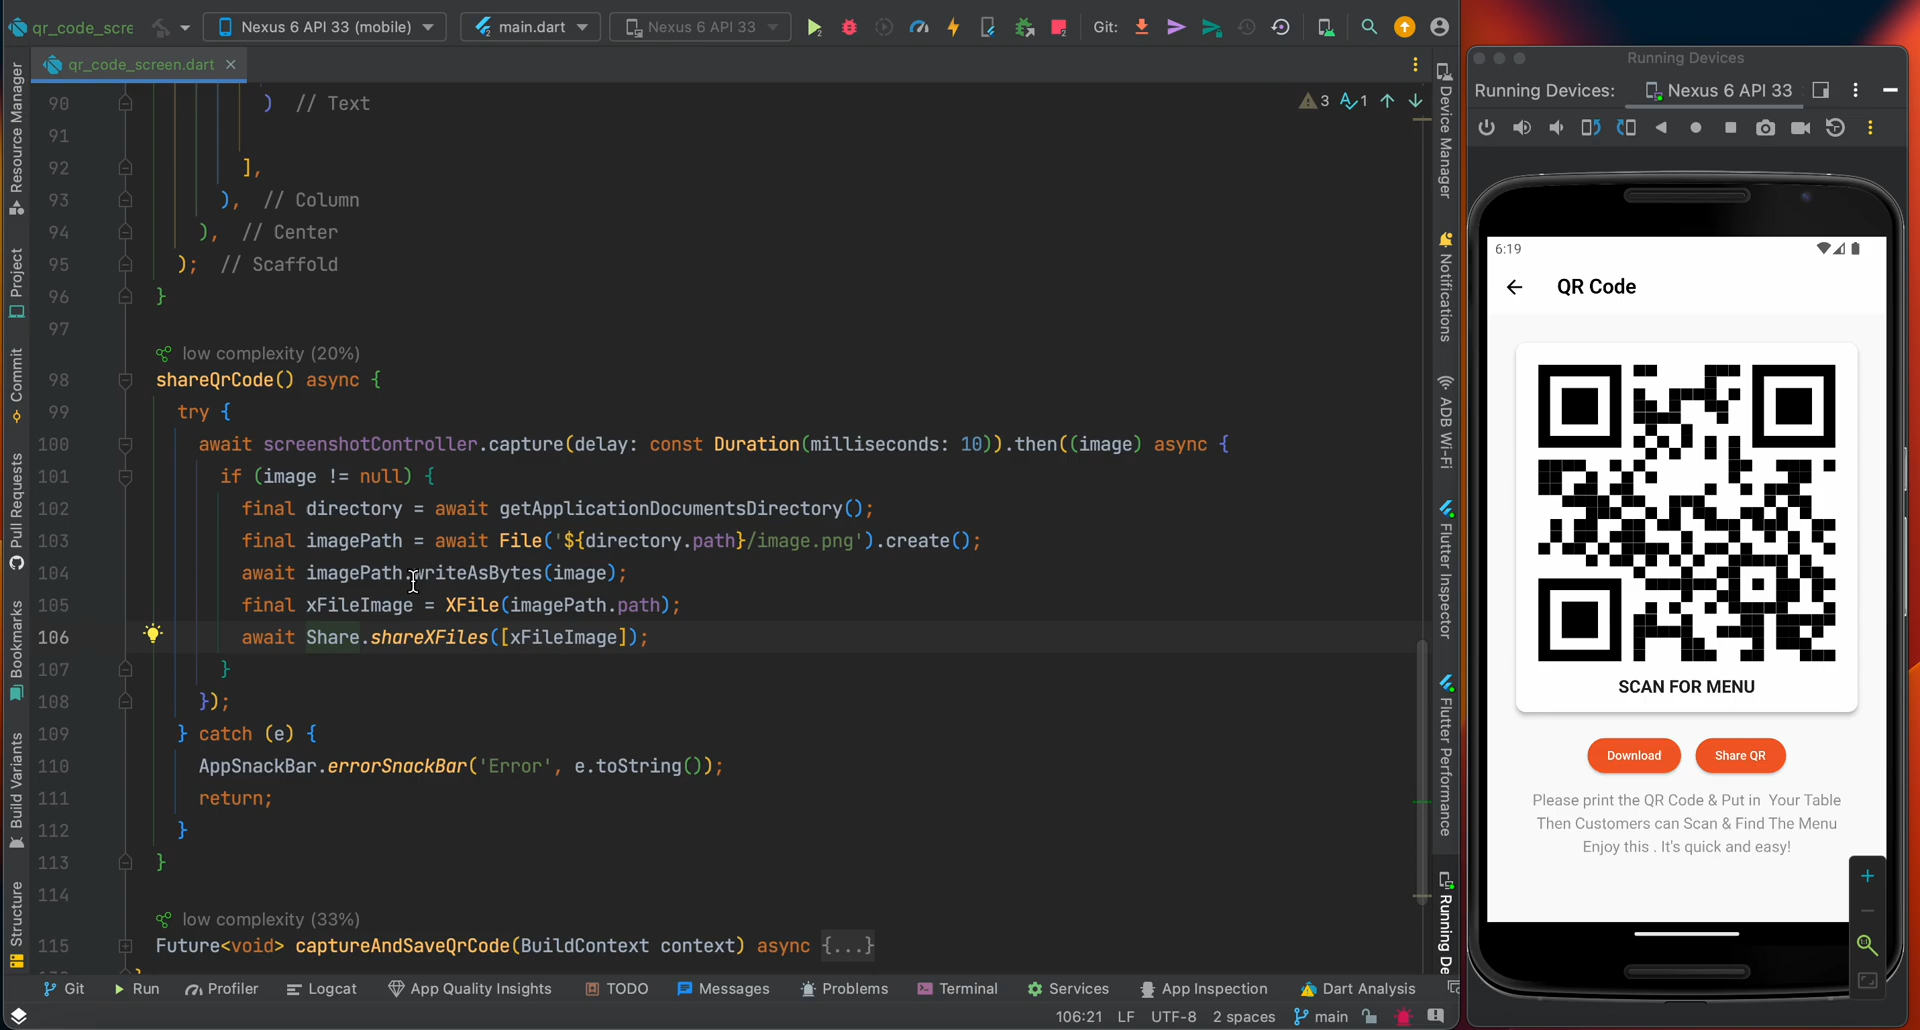 qr_code_scre
Nexus 6 API 33 (mobile)
main.dart
Nexus 6 API 33
Git:
qr_code_screen.dart
3
1
90 ) // Text
91
92 ],
93 ), // Column
94 ), // Center
95 ); // Scaffold
96 }
97
low complexity (20%)
98 shareQrCode() async {
99 try {
100 await screenshotController.capture(delay: const Duration(milliseconds: 10)).then((image) async {
101 if (image != null) {
102 final directory = await getApplicationDocumentsDirectory();
103 final imagePath = await File('${directory.path}/image.png').create();
104 await imagePath.writeAsBytes(image);
105 final xFileImage = XFile(imagePath.path);
106 await Share.shareXFiles([xFileImage]);
107 }
108 });
109 } catch (e) {
110 AppSnackBar.errorSnackBar('Error', e.toString());
111 return;
112 }
113 }
114
low complexity (33%)
115 Future<void> captureAndSaveQrCode(BuildContext context) async {...}
Resource Manager
Project
Commit
Pull Requests
Bookmarks
Build Variants
Structure
Device Manager
Notifications
ADB Wi-Fi
Flutter Inspector
Flutter Performance
Running De
Git
Run
Profiler
Logcat
App Quality Insights
TODO
Messages
Problems
Terminal
Services
App Inspection
Dart Analysis
106:21
LF
UTF-8
2 spaces
main
Running Devices
Running Devices:
Nexus 6 API 33
6:19
QR Code
SCAN FOR MENU
Download
Share QR
Please print the QR Code & Put in Your Table
Then Customers can Scan & Find The Menu
Enjoy this . It's quick and easy!